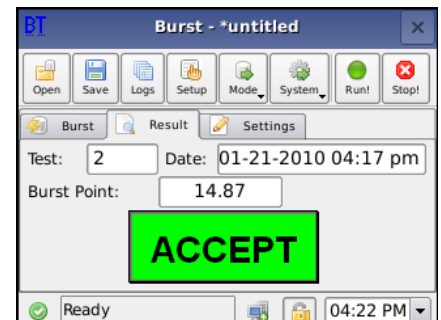 BT Burst - *untitled
Open Save Logs Setup Mode System Run! Stop!
Burst Result Settings
Test: 2 Date: 01-21-2010 04:17 pm
Burst Point: 14.87
ACCEPT
Ready 04:22 PM